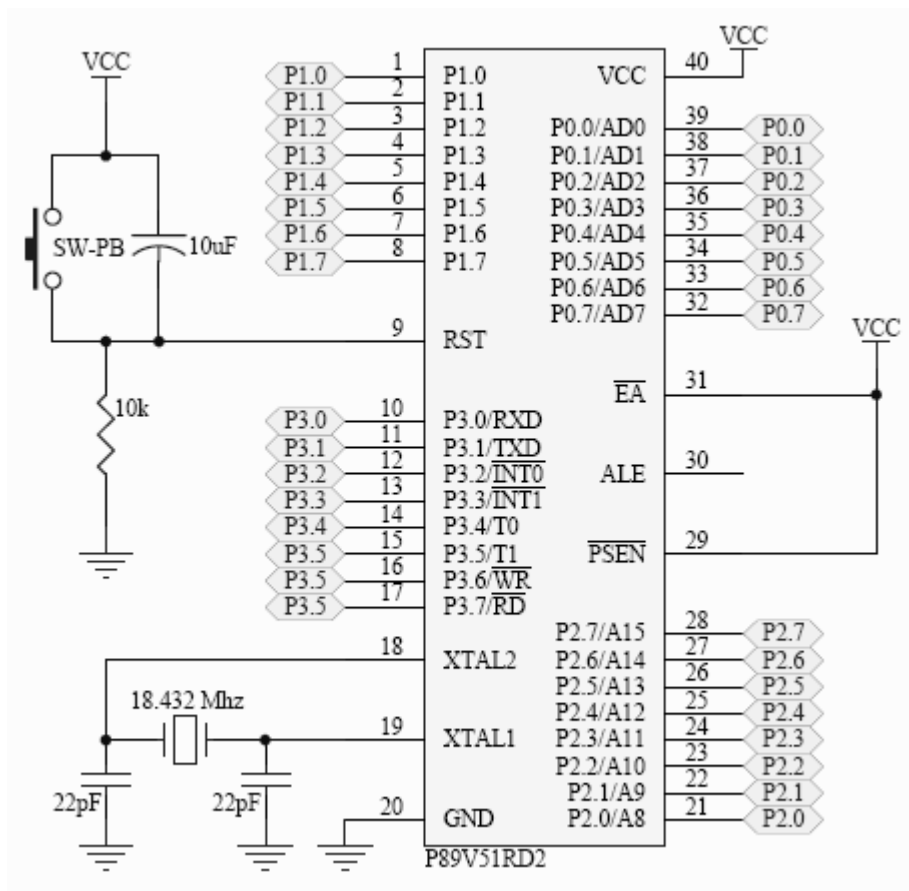 VCC
SW-PB
10uF
10k
18.432 Mhz
22pF
22pF
P1.0 1 P1.0
P1.1 2 P1.1
P1.2 3 P1.2
P1.3 4 P1.3
P1.4 5 P1.4
P1.5 6 P1.5
P1.6 7 P1.6
P1.7 8 P1.7
9 RST
P3.0 10 P3.0/RXD
P3.1 11 P3.1/TXD
P3.2 12 P3.2/INT0
P3.3 13 P3.3/INT1
P3.4 14 P3.4/T0
P3.5 15 P3.5/T1
P3.5 16 P3.6/WR
P3.5 17 P3.7/RD
18 XTAL2
19 XTAL1
20 GND
VCC
VCC 40
P0.0/AD0 39 P0.0
P0.1/AD1 38 P0.1
P0.2/AD2 37 P0.2
P0.3/AD3 36 P0.3
P0.4/AD4 35 P0.4
P0.5/AD5 34 P0.5
P0.6/AD6 33 P0.6
P0.7/AD7 32 P0.7
VCC
EA 31
ALE 30
PSEN 29
P2.7/A15 28 P2.7
P2.6/A14 27 P2.6
P2.5/A13 26 P2.5
P2.4/A12 25 P2.4
P2.3/A11 24 P2.3
P2.2/A10 23 P2.2
P2.1/A9 22 P2.1
P2.0/A8 21 P2.0
P89V51RD2